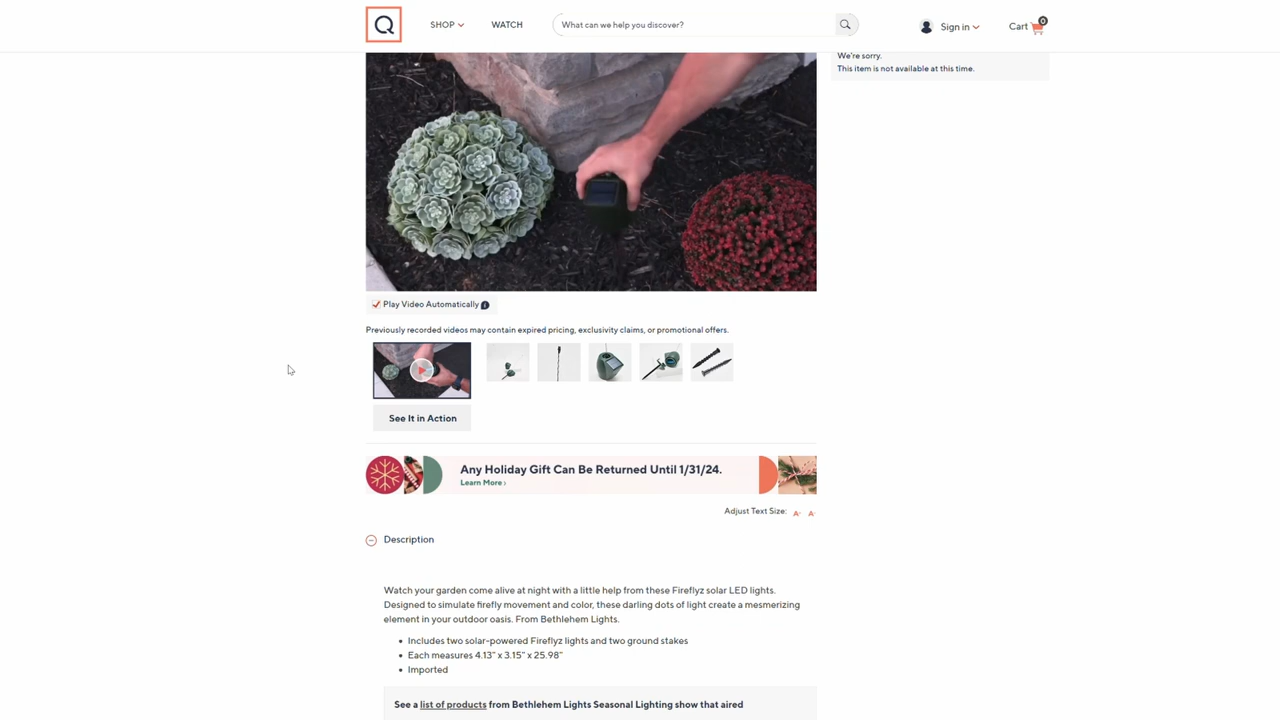 Q
SHOP
WATCH
What can we help you discover?
Sign in
Cart
0
We're sorry.
This item is not available at this time.
Play Video Automatically
Previously recorded videos may contain expired pricing, exclusivity claims, or promotional offers.
See It in Action
Any Holiday Gift Can Be Returned Until 1/31/24.
Learn More ›
Adjust Text Size:
Description
Watch your garden come alive at night with a little help from these Fireflyz solar LED lights.
Designed to simulate firefly movement and color, these darling dots of light create a mesmerizing
element in your outdoor oasis. From Bethlehem Lights.
• Includes two solar-powered Fireflyz lights and two ground stakes
• Each measures 4.13" x 3.15" x 25.98"
• Imported
See a list of products from Bethlehem Lights Seasonal Lighting show that aired